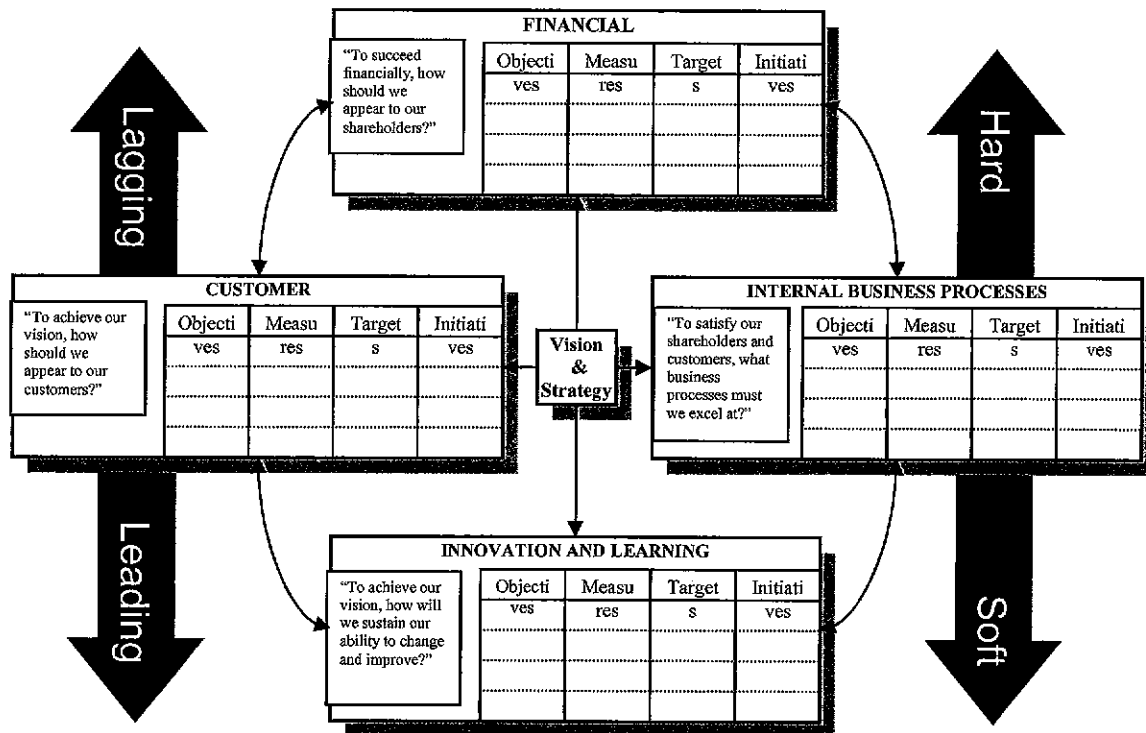 FINANCIAL
“To succeed
financially, how
should we
appear to our
shareholders?”
Objecti Measu Target Initiati
ves res s ves
Lagging
Hard
CUSTOMER
“To achieve our
vision, how
should we
appear to our
customers?”
Objecti Measu Target Initiati
ves res s ves
Vision
&
Strategy
INTERNAL BUSINESS PROCESSES
“To satisfy our
shareholders and
customers, what
business
processes must
we excel at?”
Objecti Measu Target Initiati
ves res s ves
Leading
Soft
INNOVATION AND LEARNING
“To achieve our
vision, how will
we sustain our
ability to change
and improve?”
Objecti Measu Target Initiati
ves res s ves